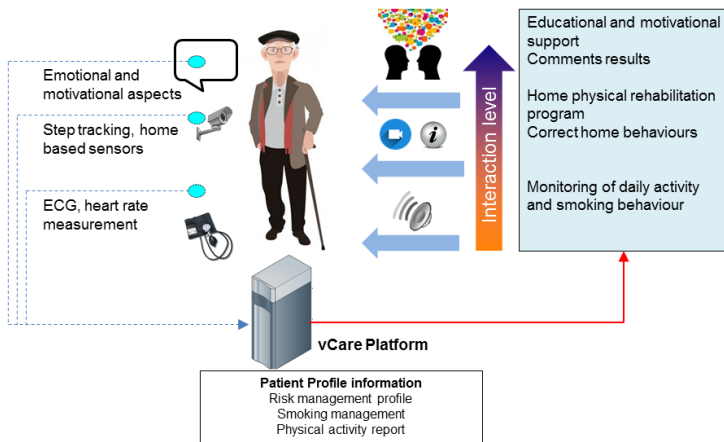 Emotional and
motivational aspects
Step tracking, home
based sensors
ECG, heart rate
measurement
Interaction level
Educational and motivational
support
Comments results
Home physical rehabilitation
program
Correct home behaviours
Monitoring of daily activity
and smoking behaviour
vCare Platform
Patient Profile information
Risk management profile
Smoking management
Physical activity report
i